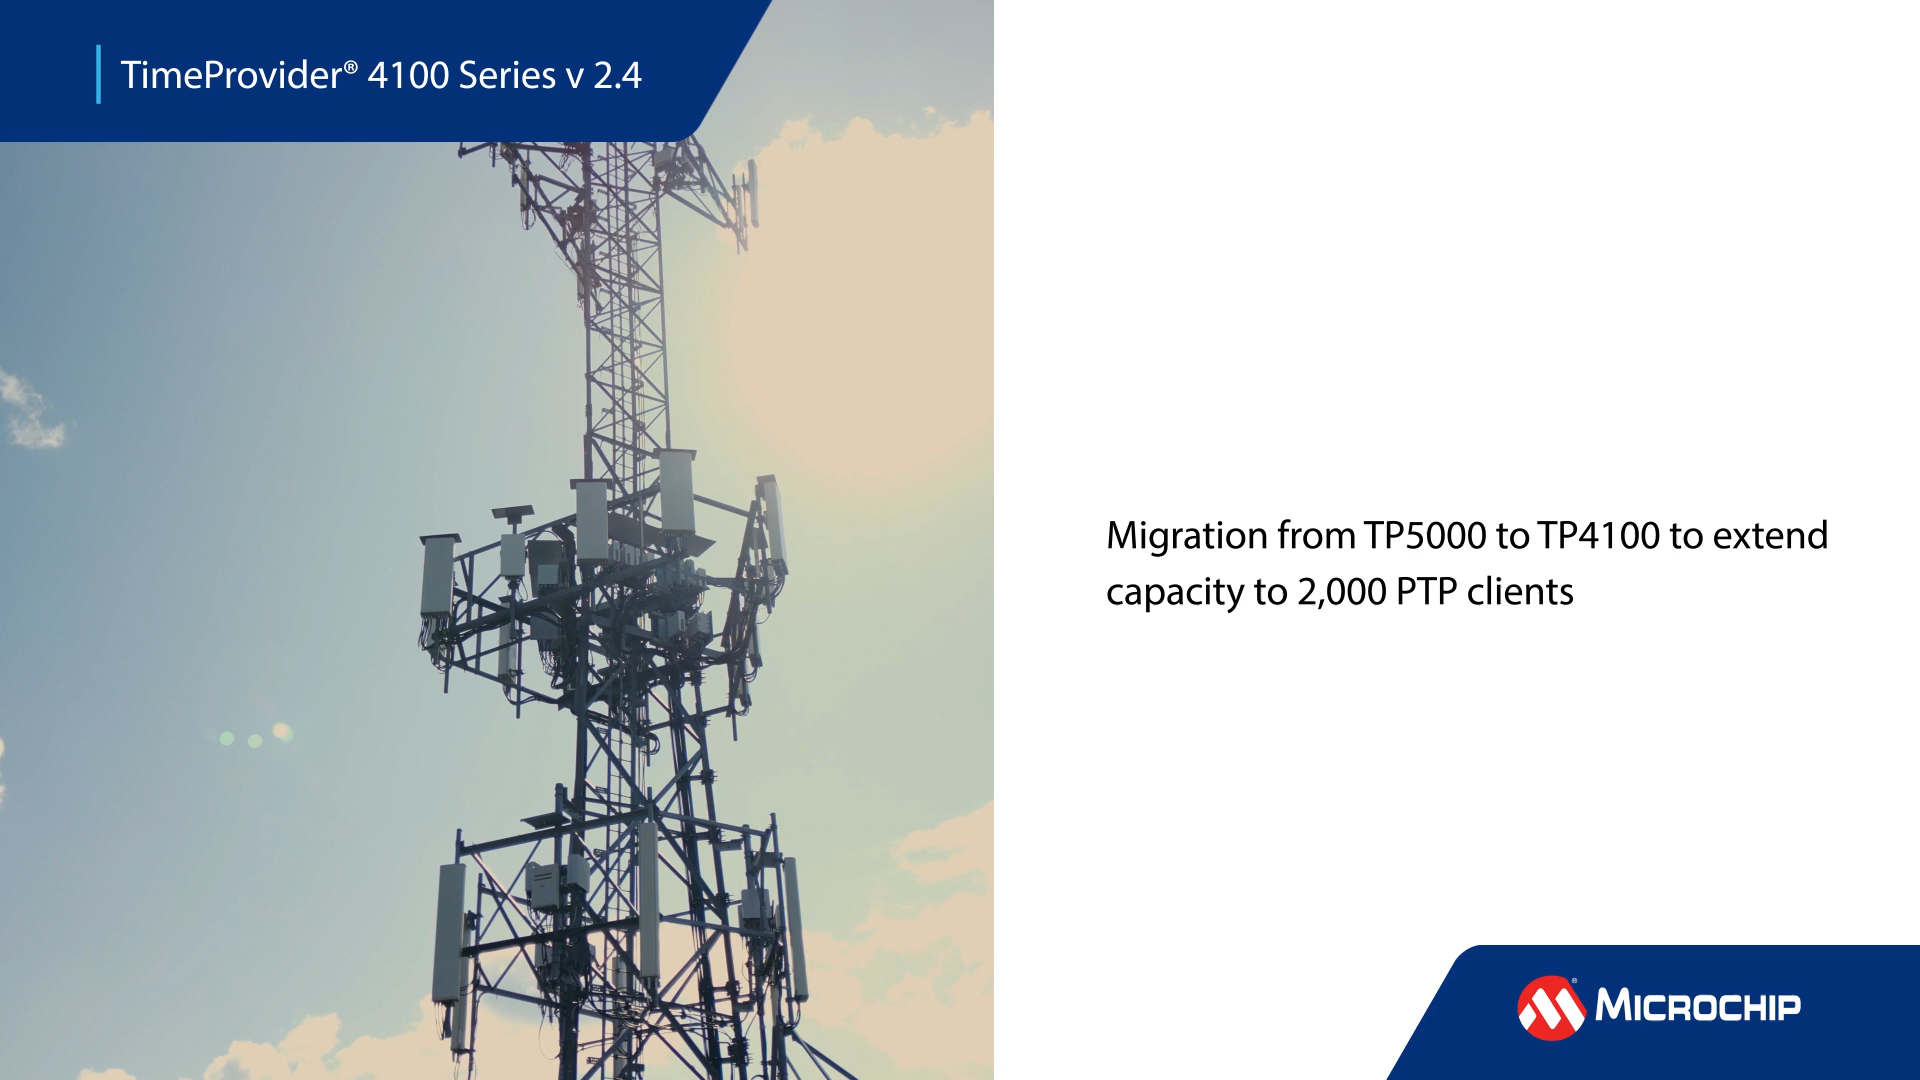 TimeProvider® 4100 Series v 2.4
Migration from TP5000 to TP4100 to extend
capacity to 2,000 PTP clients
MICROCHIP